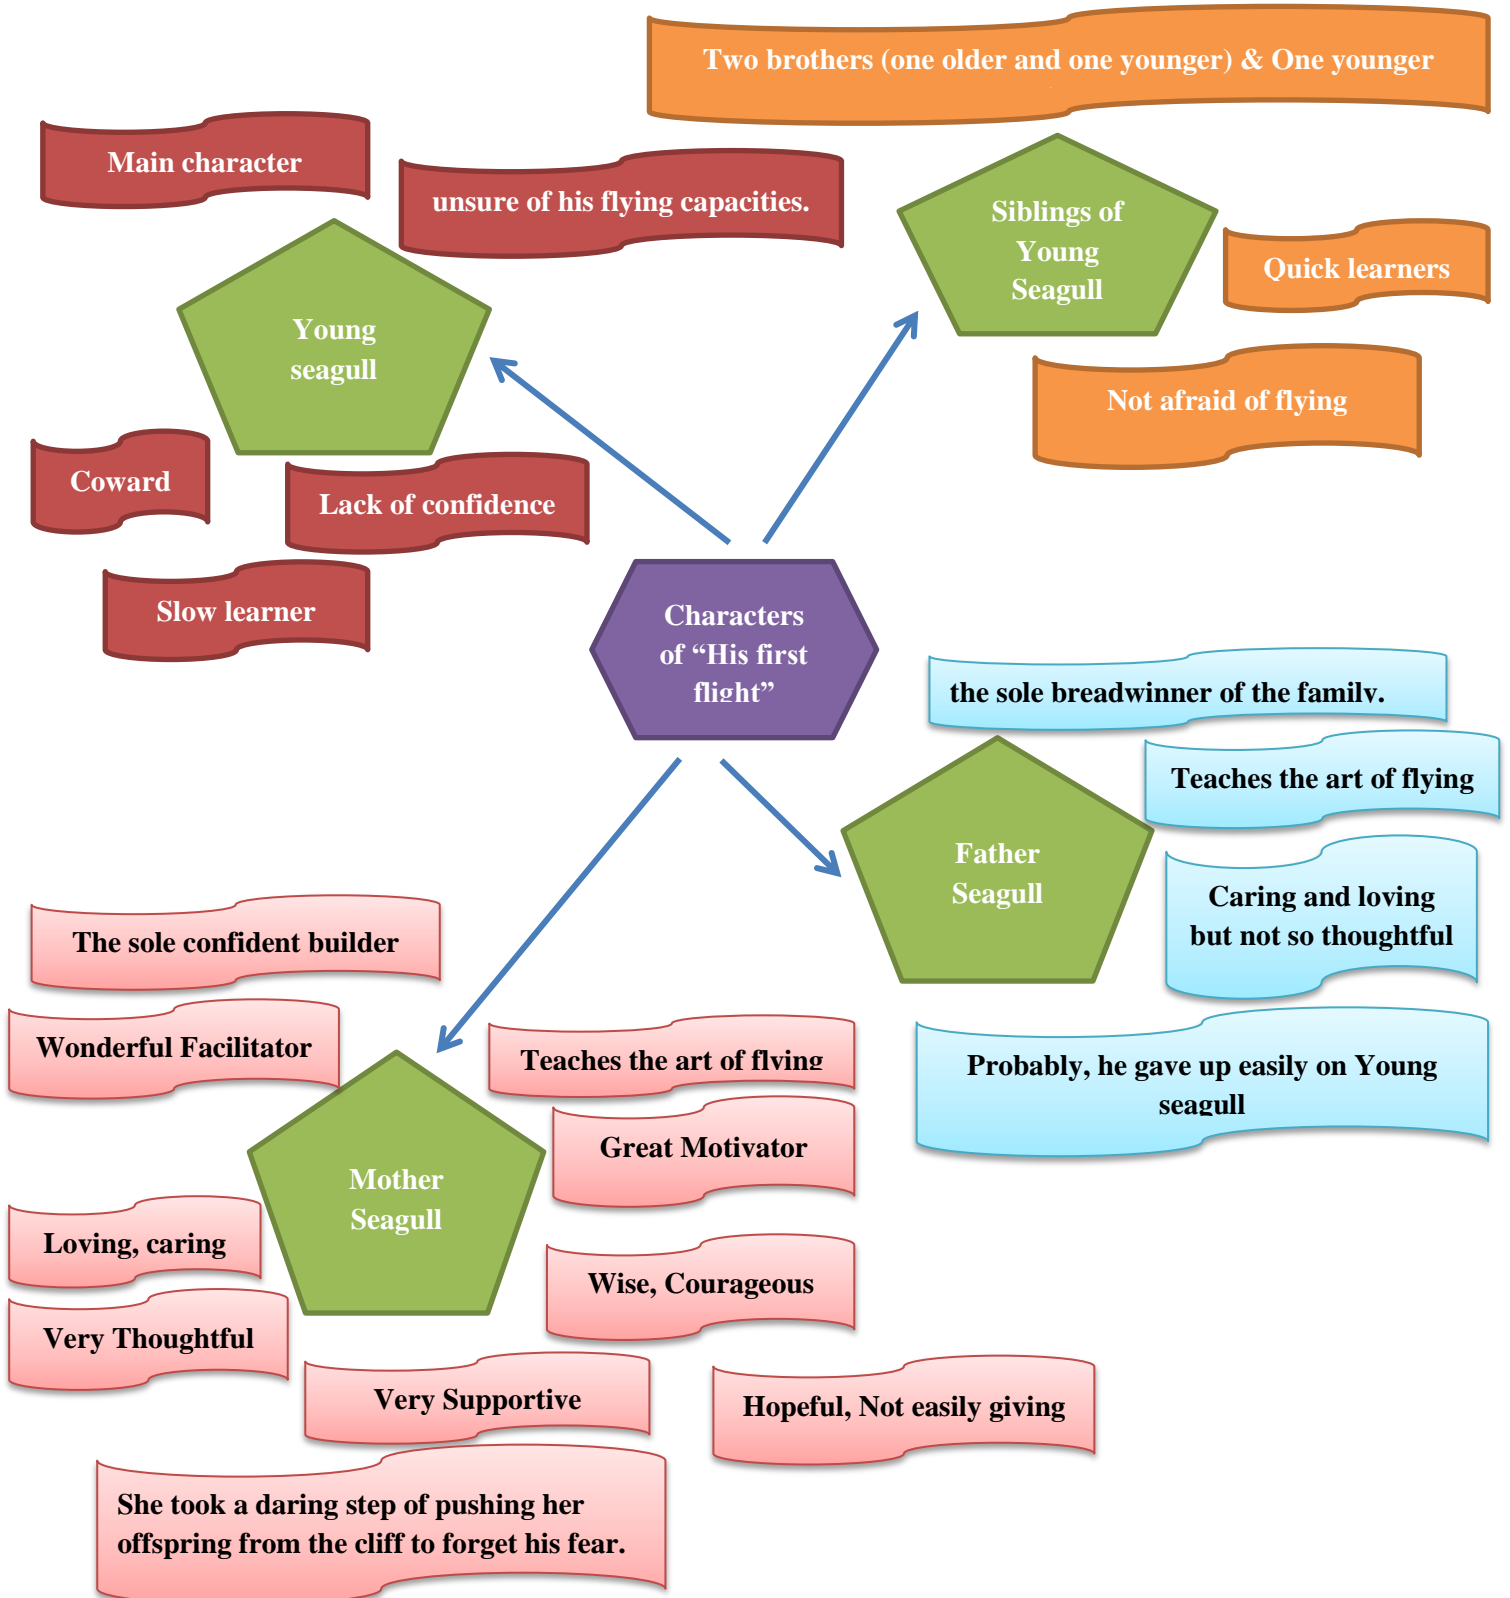 Two brothers (one older and one younger) & One younger
Main character
unsure of his flying capacities.
Siblings of
Young
Seagull
Quick learners
Young
seagull
Not afraid of flying
Coward
Lack of confidence
Slow learner
Characters
of “His first
flight”
the sole breadwinner of the family.
Teaches the art of flying
Father
Seagull
Caring and loving
but not so thoughtful
The sole confident builder
Wonderful Facilitator
Teaches the art of flying
Probably, he gave up easily on Young
seagull
Great Motivator
Mother
Seagull
Loving, caring
Wise, Courageous
Very Thoughtful
Very Supportive
Hopeful, Not easily giving
She took a daring step of pushing her
offspring from the cliff to forget his fear.